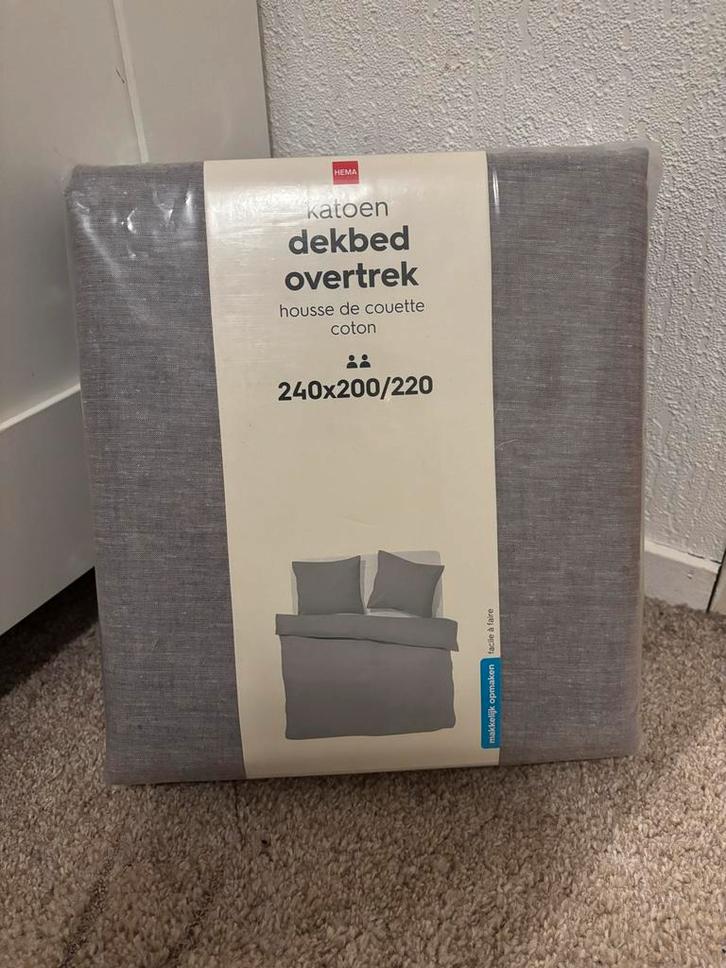 HEMA
katoen
dekbed
overtrek
housse de couette
coton
240x200/220
makkelijk opmaken facile à faire